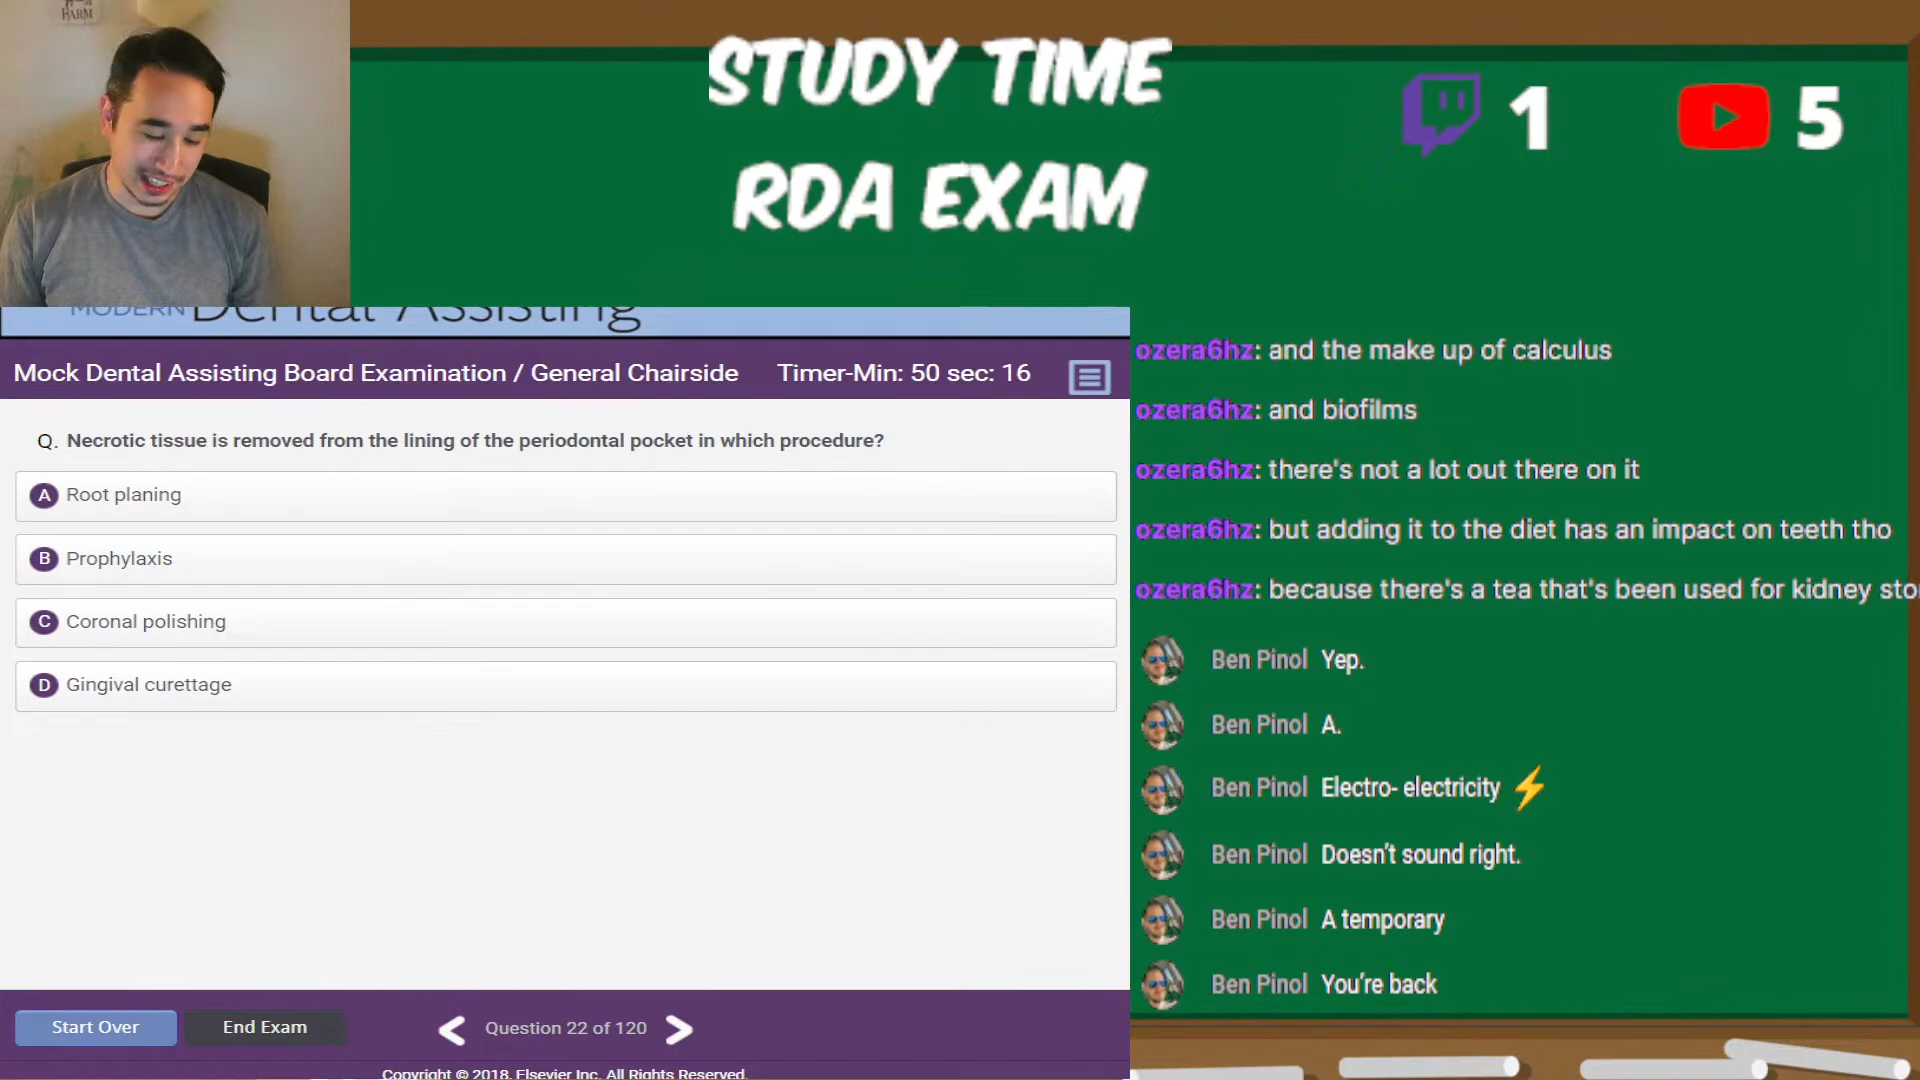 FARM
STUDY TIME
RDA EXAM
1
5
MODERN Dental Assisting
Mock Dental Assisting Board Examination / General Chairside
Timer-Min: 50 sec: 16
Q. Necrotic tissue is removed from the lining of the periodontal pocket in which procedure?
A Root planing
B Prophylaxis
C Coronal polishing
D Gingival curettage
Start Over
End Exam
Question 22 of 120
Copyright © 2018, Elsevier Inc. All Rights Reserved.
ozera6hz: and the make up of calculus
ozera6hz: and biofilms
ozera6hz: there's not a lot out there on it
ozera6hz: but adding it to the diet has an impact on teeth tho
ozera6hz: because there's a tea that's been used for kidney sto
Ben Pinol Yep.
Ben Pinol A.
Ben Pinol Electro- electricity ⚡
Ben Pinol Doesn't sound right.
Ben Pinol A temporary
Ben Pinol You're back